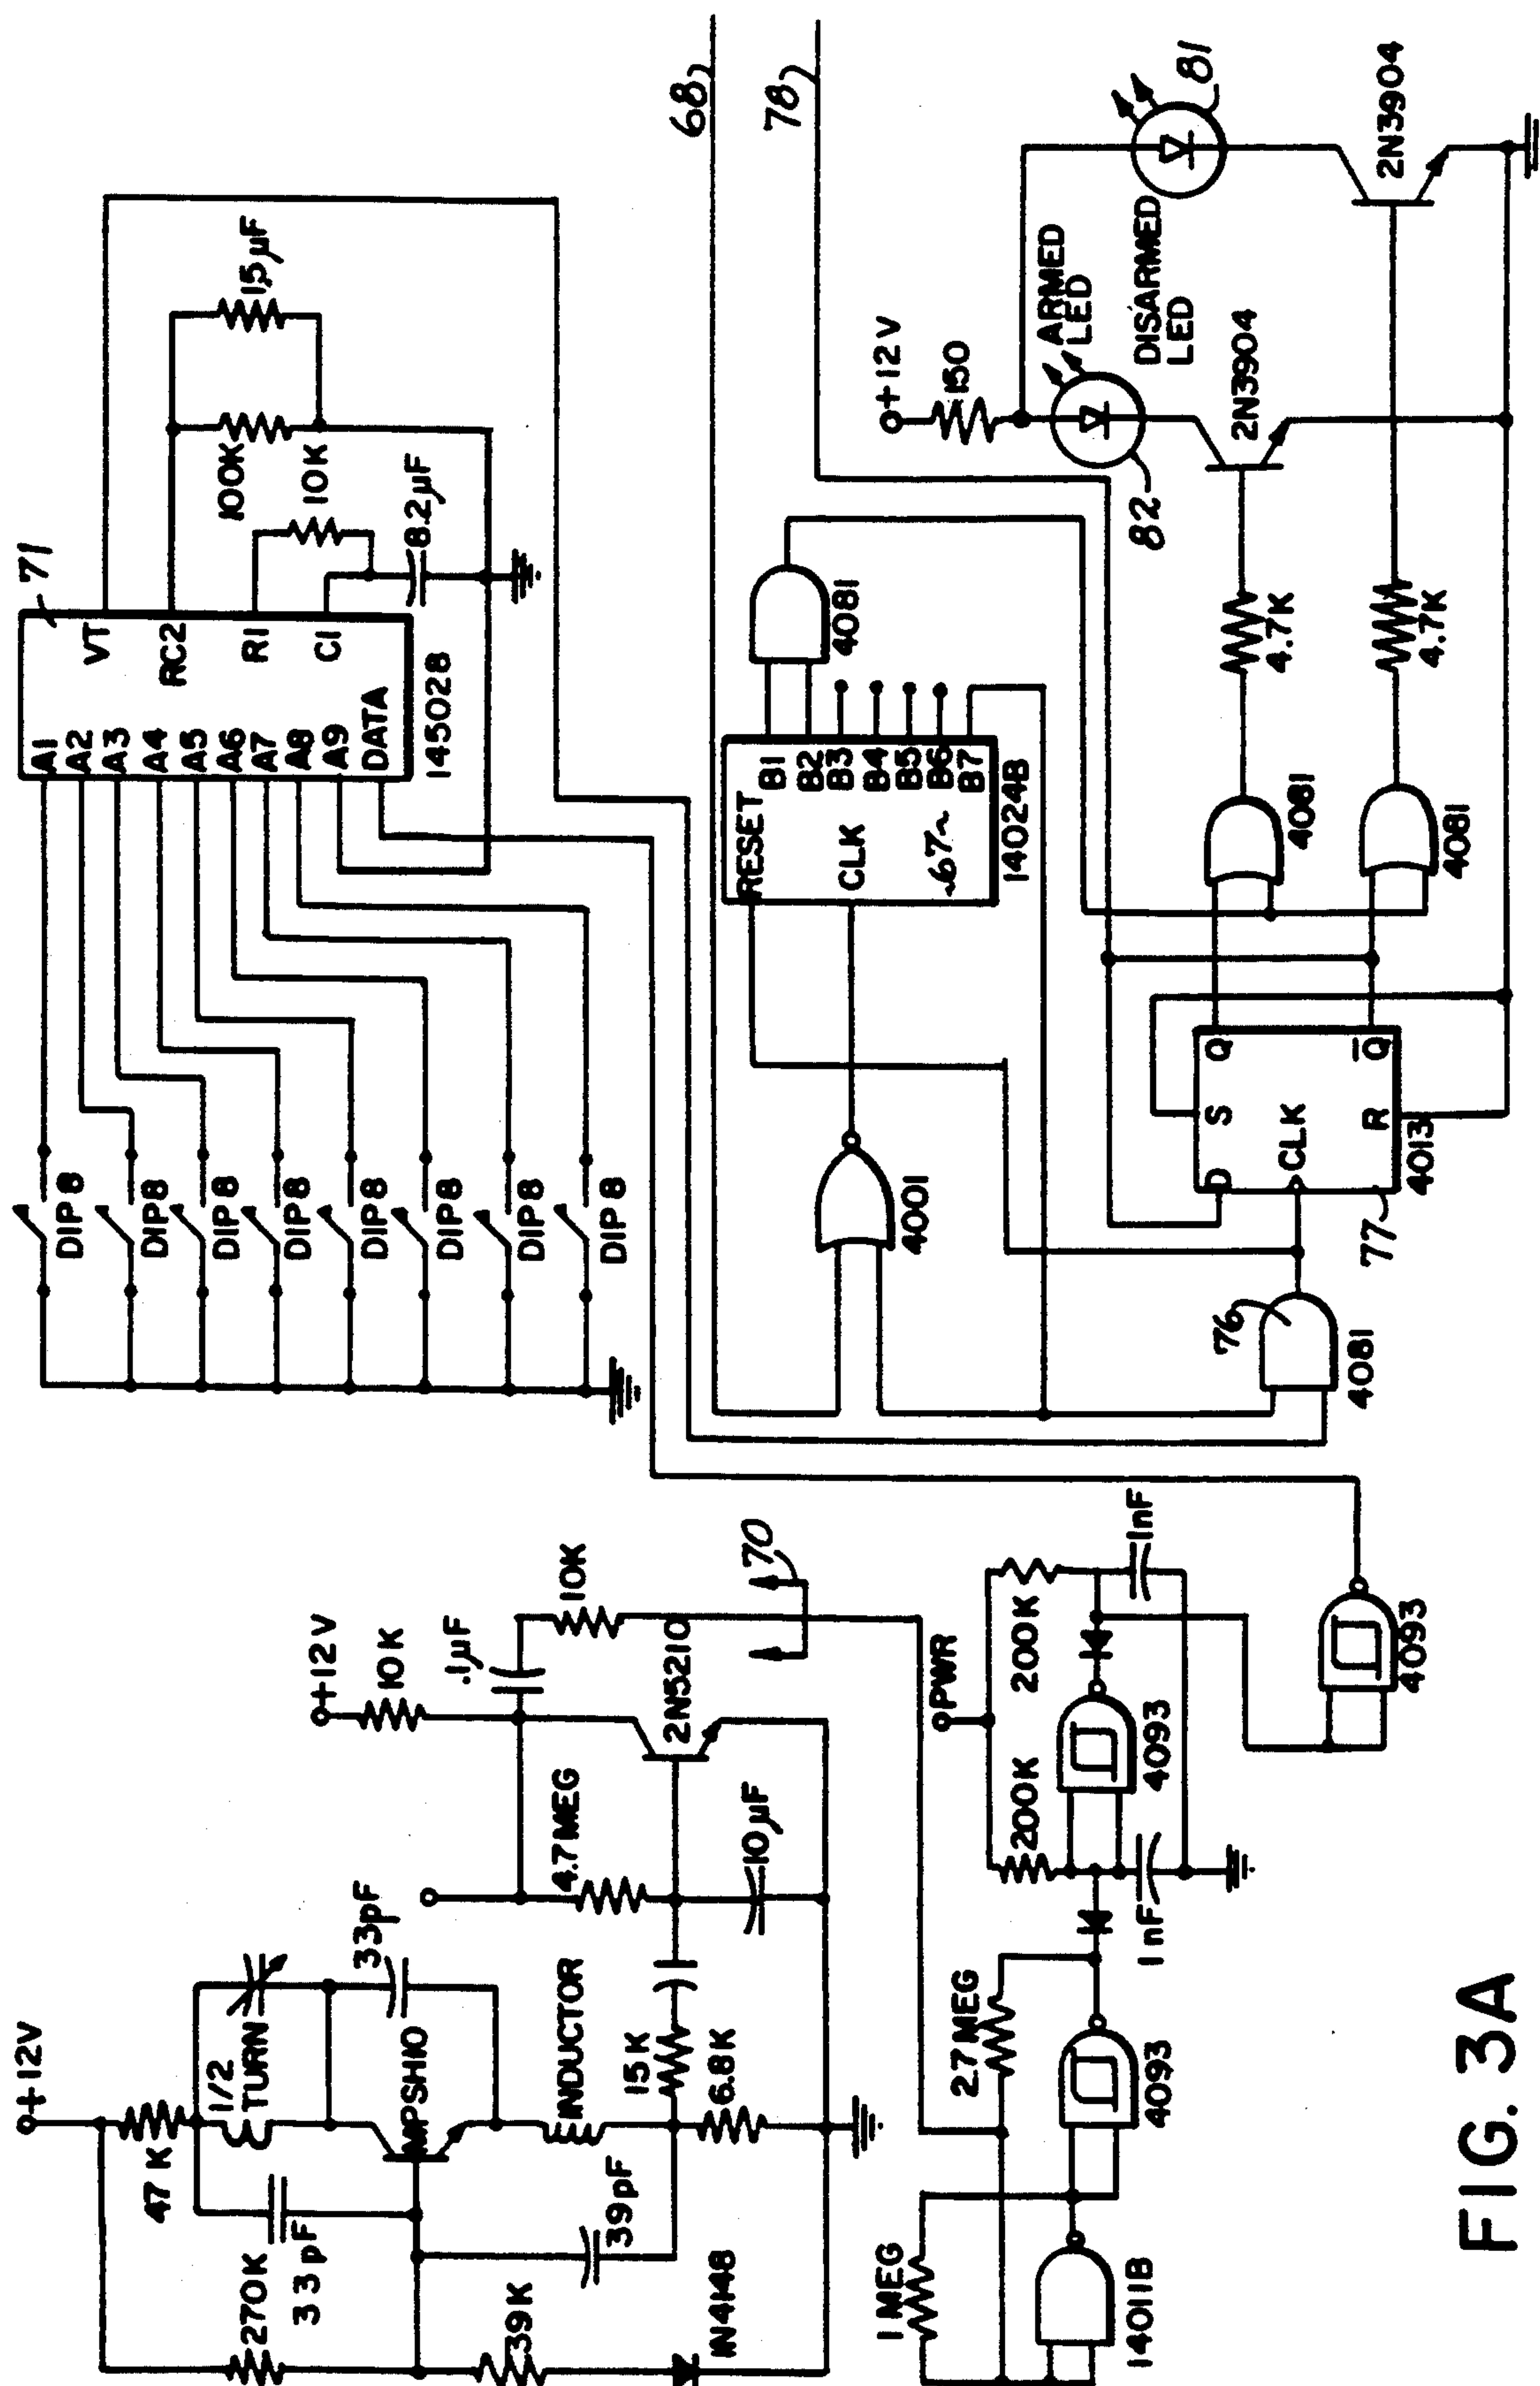 +12V
47K
270K
33pF
1/2
TURN
33pF
MPSH10
INDUCTOR
39K
39pF
15K
6.8K
1N4148
+12V
10K
.1µF
10K
4.7MEG
2N5210
10µF
70
1 MEG
14011B
2.7MEG
4093
1nF
PWR
200K
200K
4093
1nF
4093
DIP8
DIP8
DIP8
DIP8
DIP8
DIP8
DIP8
DIP8
A1
A2
A3
A4
A5
A6
A7
A8
A9
DATA
VT
RC2
R1
C1
71
145028
100K
15µF
10K
8.2µF
68
78
RESET
CLK
B1
B2
B3
B4
B5
B6
B7
67
14024B
4081
4001
76
4081
D
S
Q
CLK
R
Q̅
77
4013
4081
4081
4.7K
4.7K
+12V
150
ARMED
LED
82
DISARMED
LED
81
2N3904
2N3904
FIG. 3A